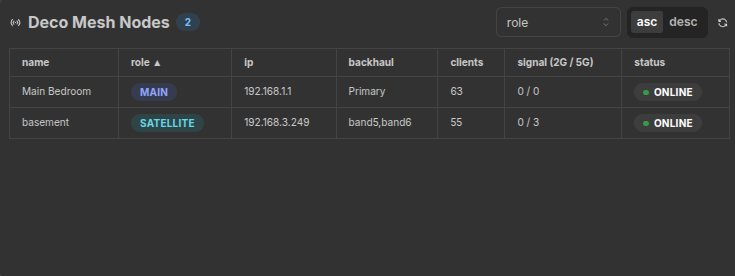 Deco Mesh Nodes 2 role asc desc
name role ▲ ip backhaul clients signal (2G / 5G) status
Main Bedroom MAIN 192.168.1.1 Primary 63 0 / 0 ONLINE
basement SATELLITE 192.168.3.249 band5,band6 55 0 / 3 ONLINE